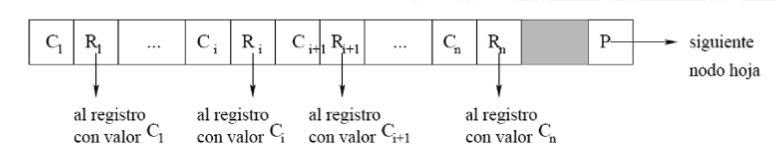 C1 R1 ... Ci Ri Ci+1 Ri+1 ... Cn Rn P siguiente
nodo hoja
al registro al registro al registro al registro
con valor C1 con valor Ci con valor Ci+1 con valor Cn